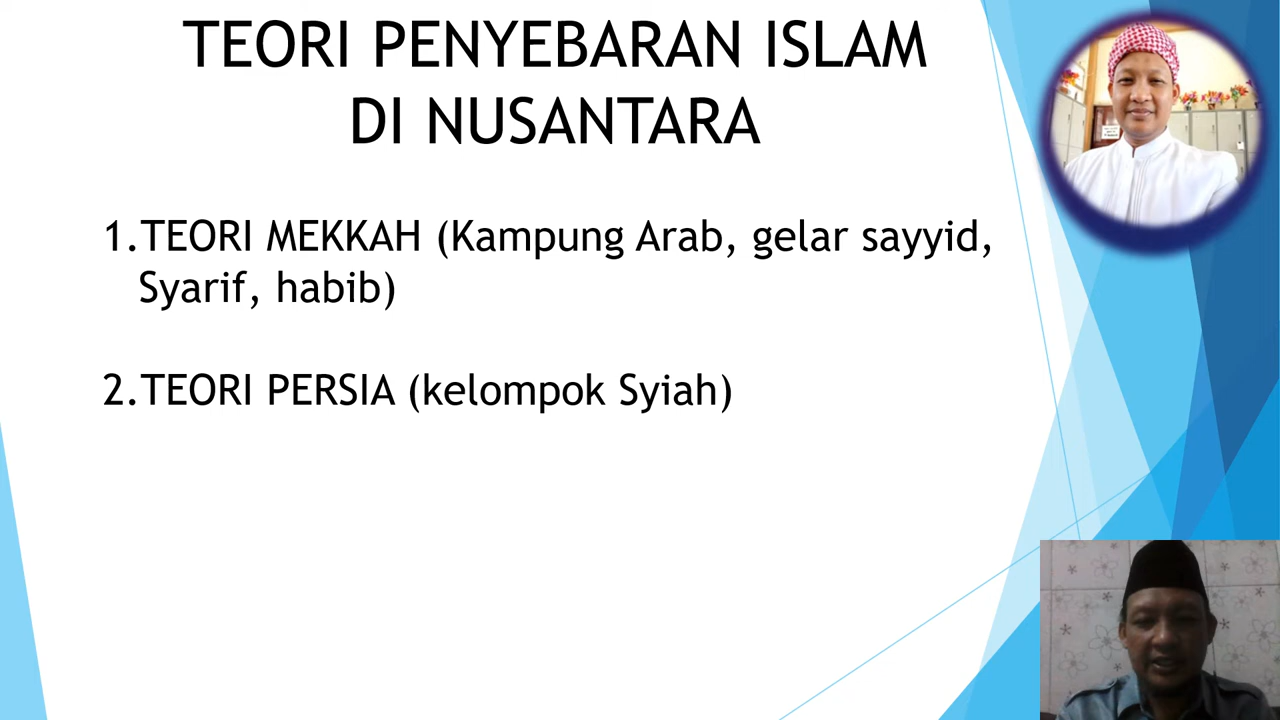 TEORI PENYEBARAN ISLAM
DI NUSANTARA
1.TEORI MEKKAH (Kampung Arab, gelar sayyid,
Syarif, habib)
2.TEORI PERSIA (kelompok Syiah)